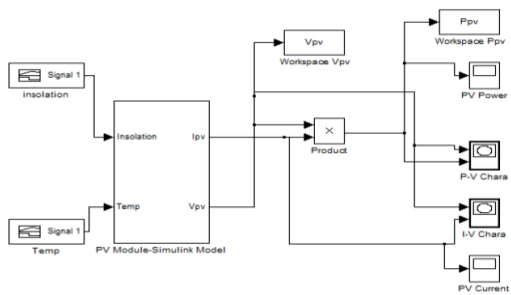 Ppv
Workspace Ppv
Vpv
Workspace Vpv
Signal 1
insolation
PV Power
Insolation
Ipv
×
Product
P-V Chara
Temp
Vpv
I-V Chara
Signal 1
Temp
PV Module-Simulink Model
PV Current